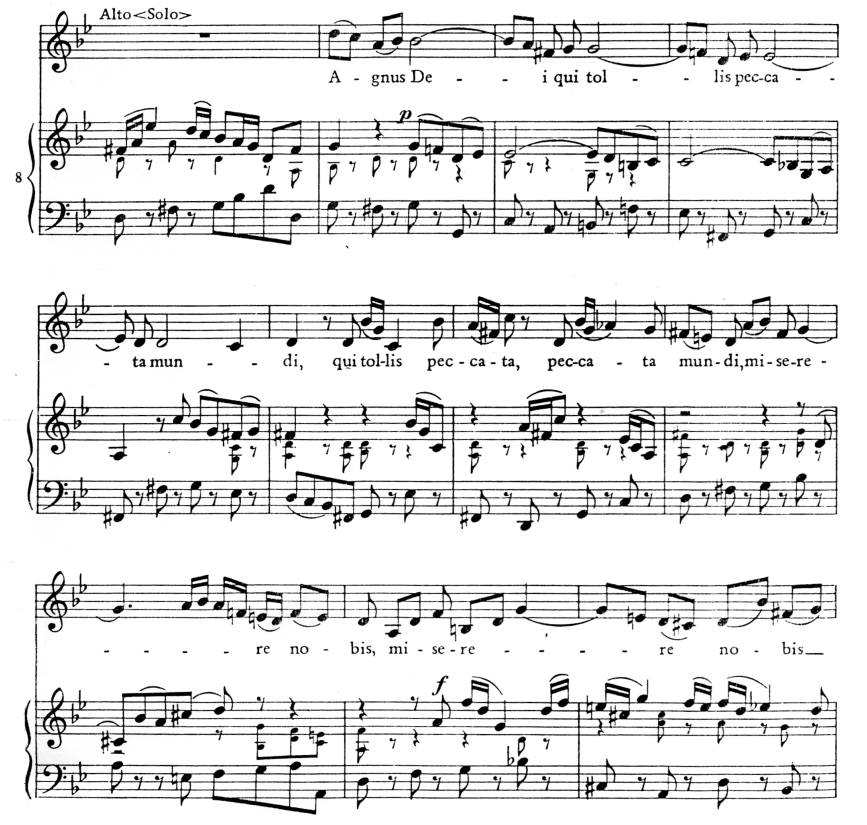 Alto <Solo>
A - gnus De - - i qui tol - - lis pec-ca -
p
8
- ta mun - - di, qui tol-lis pec - ca - ta, pec-ca - ta mun - di, mi - se-re -
- - - - re no - bis, mi - se - re - - - re no - bis
f